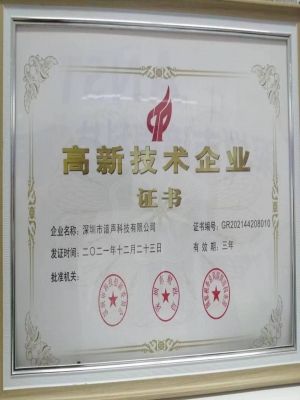 高新技术企业
证书
企业名称：深圳市语声科技有限公司
证书编号：GR202144208010
发证时间：二〇二一年十二月二十三日
有效期：三年
批准机关：